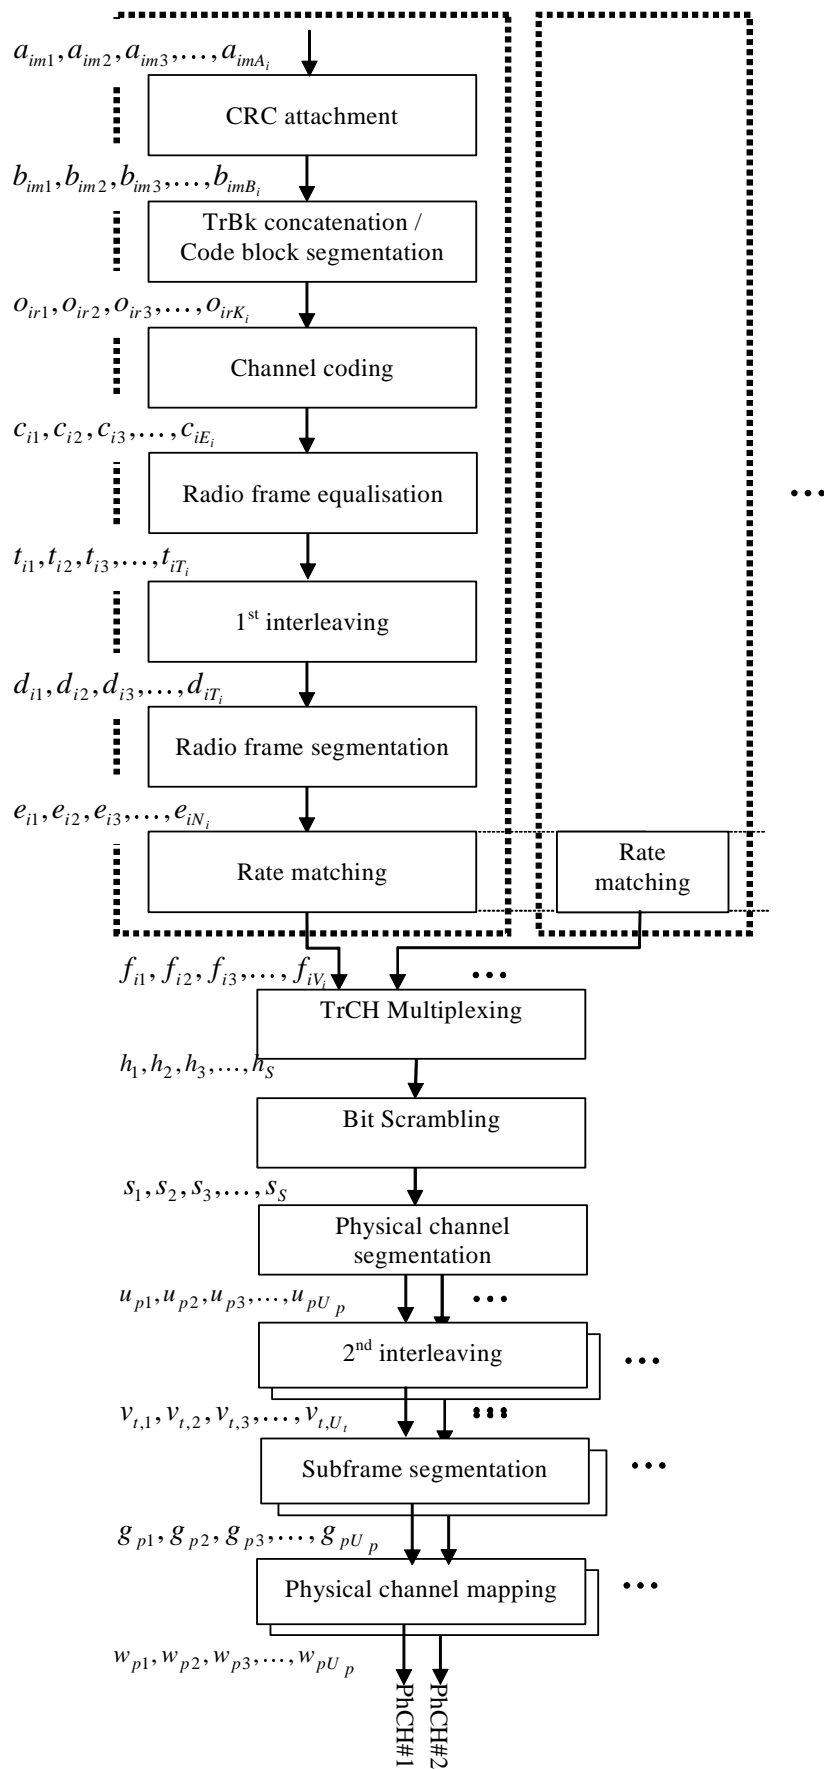 a_{im1}, a_{im2}, a_{im3}, ..., a_{imA_i}
CRC attachment
b_{im1}, b_{im2}, b_{im3}, ..., b_{imB_i}
TrBk concatenation /
Code block segmentation
o_{ir1}, o_{ir2}, o_{ir3}, ..., o_{irK_i}
Channel coding
c_{i1}, c_{i2}, c_{i3}, ..., c_{iE_i}
Radio frame equalisation
...
t_{i1}, t_{i2}, t_{i3}, ..., t_{iT_i}
1st interleaving
d_{i1}, d_{i2}, d_{i3}, ..., d_{iT_i}
Radio frame segmentation
e_{i1}, e_{i2}, e_{i3}, ..., e_{iN_i}
Rate matching
Rate
matching
f_{i1}, f_{i2}, f_{i3}, ..., f_{iV_i}
...
TrCH Multiplexing
h_1, h_2, h_3, ..., h_S
Bit Scrambling
s_1, s_2, s_3, ..., s_S
Physical channel
segmentation
u_{p1}, u_{p2}, u_{p3}, ..., u_{pU_p}
...
2nd interleaving
...
v_{t,1}, v_{t,2}, v_{t,3}, ..., v_{t,U_t}
...
Subframe segmentation
...
g_{p1}, g_{p2}, g_{p3}, ..., g_{pU_p}
Physical channel mapping
...
w_{p1}, w_{p2}, w_{p3}, ..., w_{pU_p}
PhCH#1
PhCH#2